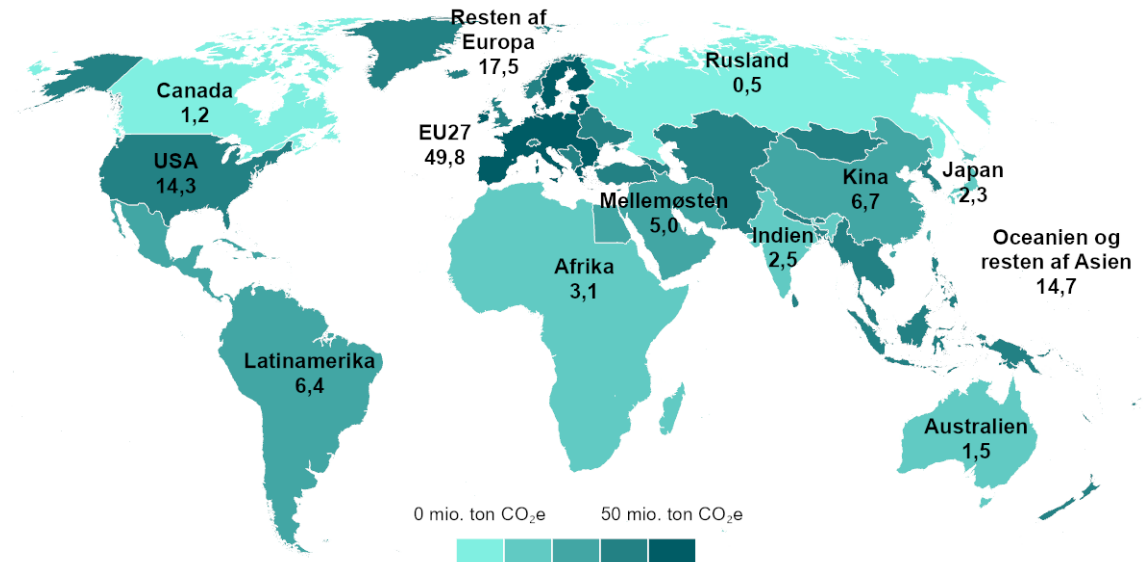 Resten af
Europa
17,5
Rusland
0,5
Canada
1,2
EU27
49,8
USA
14,3
Kina
6,7
Japan
2,3
Mellemøsten
5,0
Indien
2,5
Oceanien og
resten af Asien
14,7
Afrika
3,1
Latinamerika
6,4
Australien
1,5
0 mio. ton CO₂e
50 mio. ton CO₂e